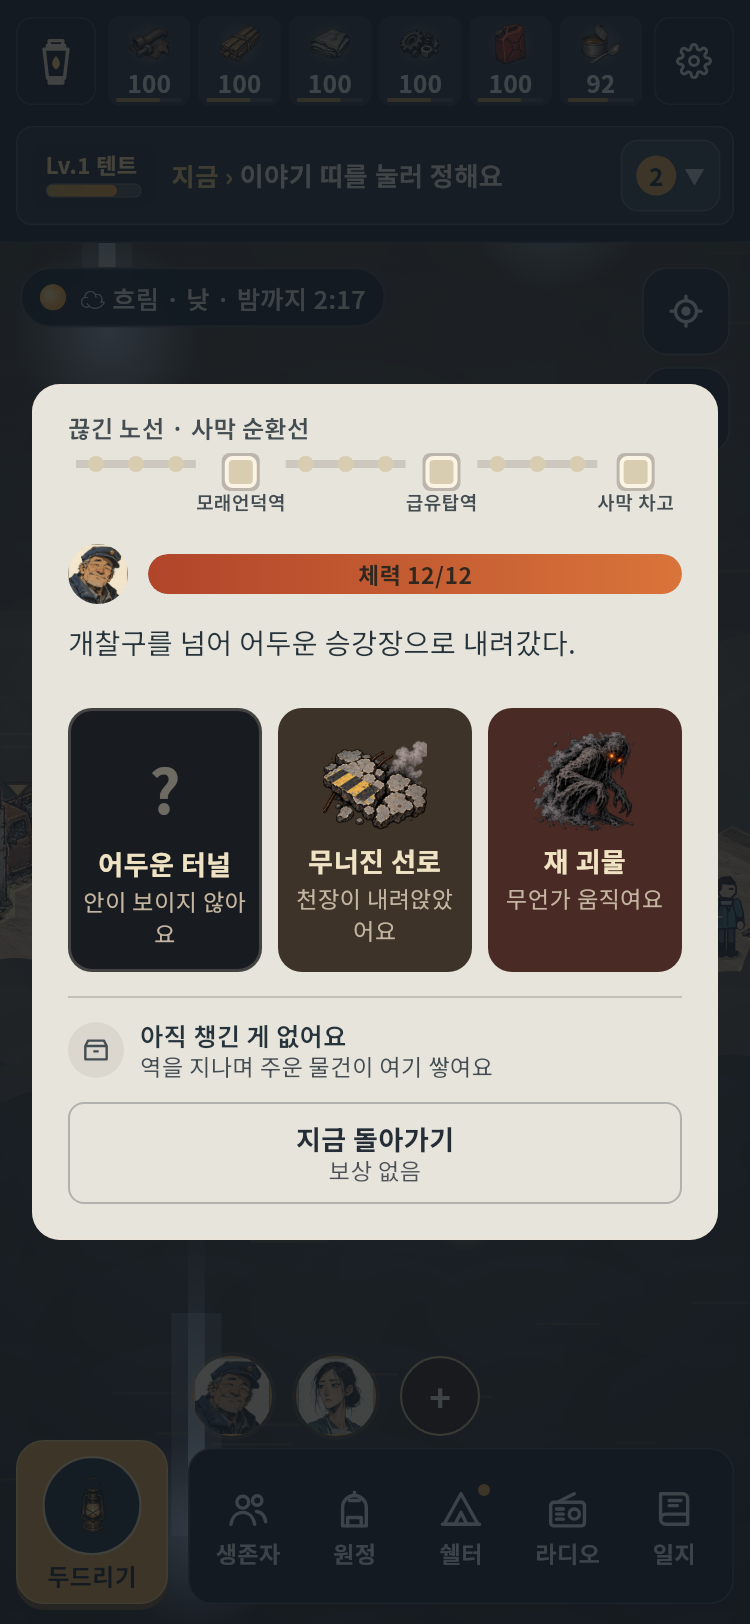 100 100 100 100 100 92
Lv.1 텐트
지금 › 이야기 띠를 눌러 정해요
2 ▼
흐림 · 낮 · 밤까지 2:17
끊긴 노선 · 사막 순환선
모래언덕역 급유탑역 사막 차고
체력 12/12
개찰구를 넘어 어두운 승강장으로 내려갔다.
?
어두운 터널
안이 보이지 않아
요
무너진 선로
천장이 내려앉았
어요
재 괴물
무언가 움직여요
아직 챙긴 게 없어요
역을 지나며 주운 물건이 여기 쌓여요
지금 돌아가기
보상 없음
+
두드리기
생존자 원정 쉘터 라디오 일지